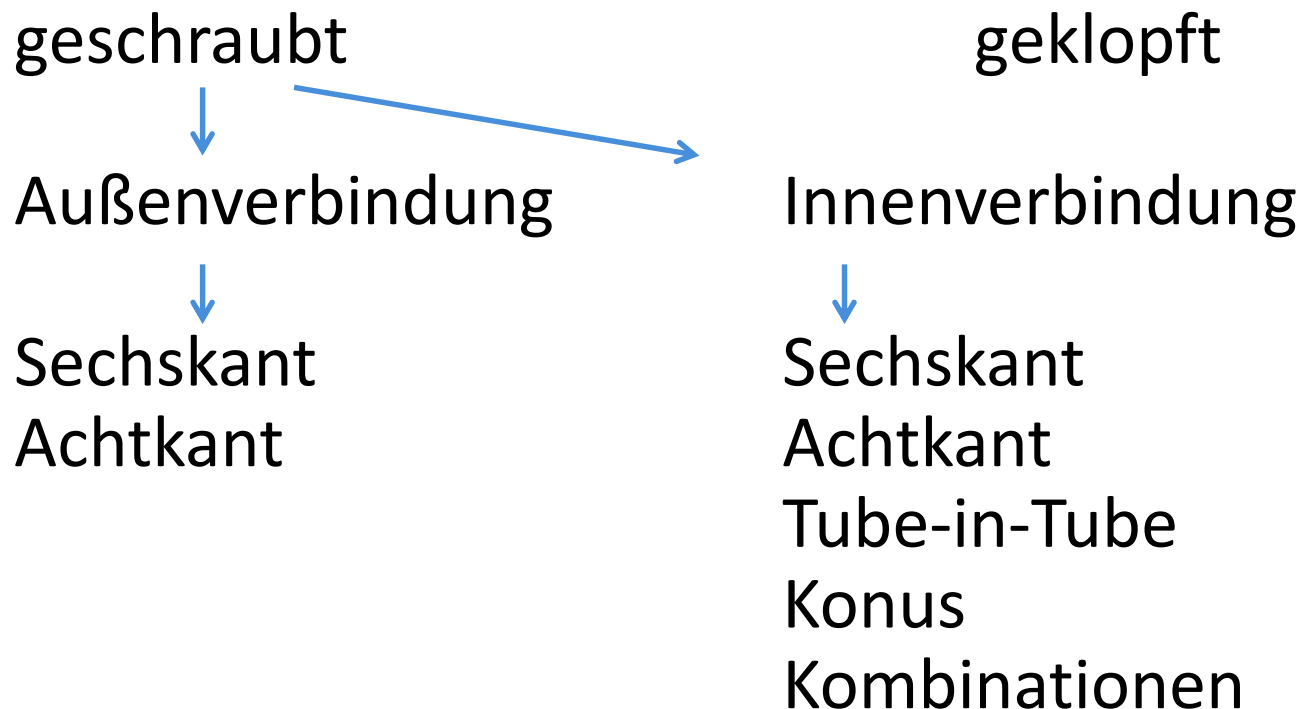 geschraubt geklopft
Außenverbindung Innenverbindung
Sechskant Sechskant
Achtkant Achtkant
Tube-in-Tube
Konus
Kombinationen